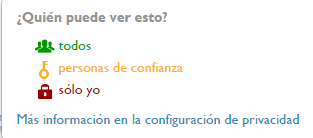 ¿Quién puede ver esto?
todos
personas de confianza
sólo yo
Más información en la configuración de privacidad